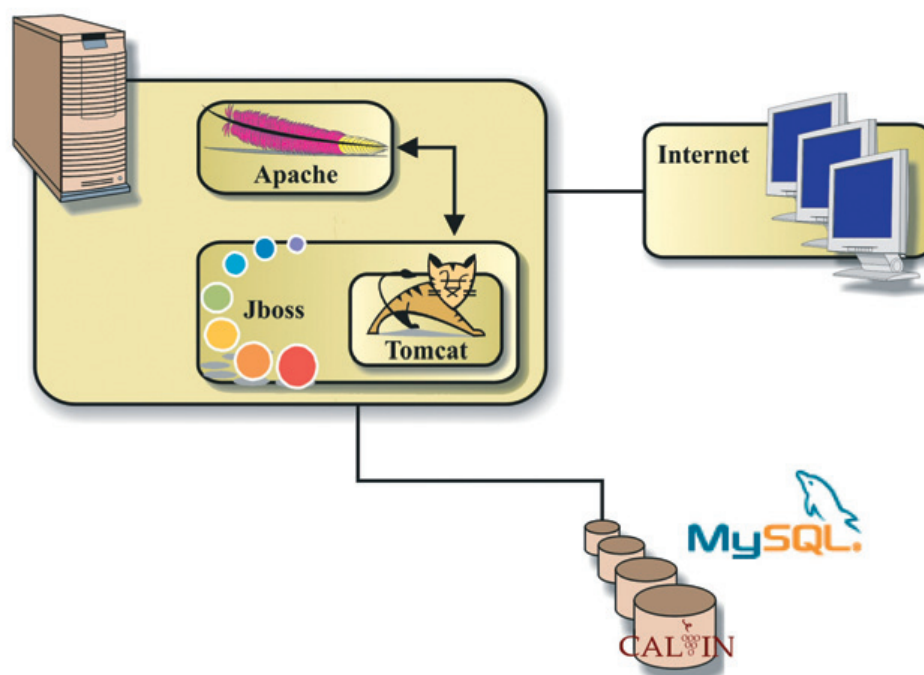 Apache
Internet
Jboss
Tomcat
MySQL.
CALVIN